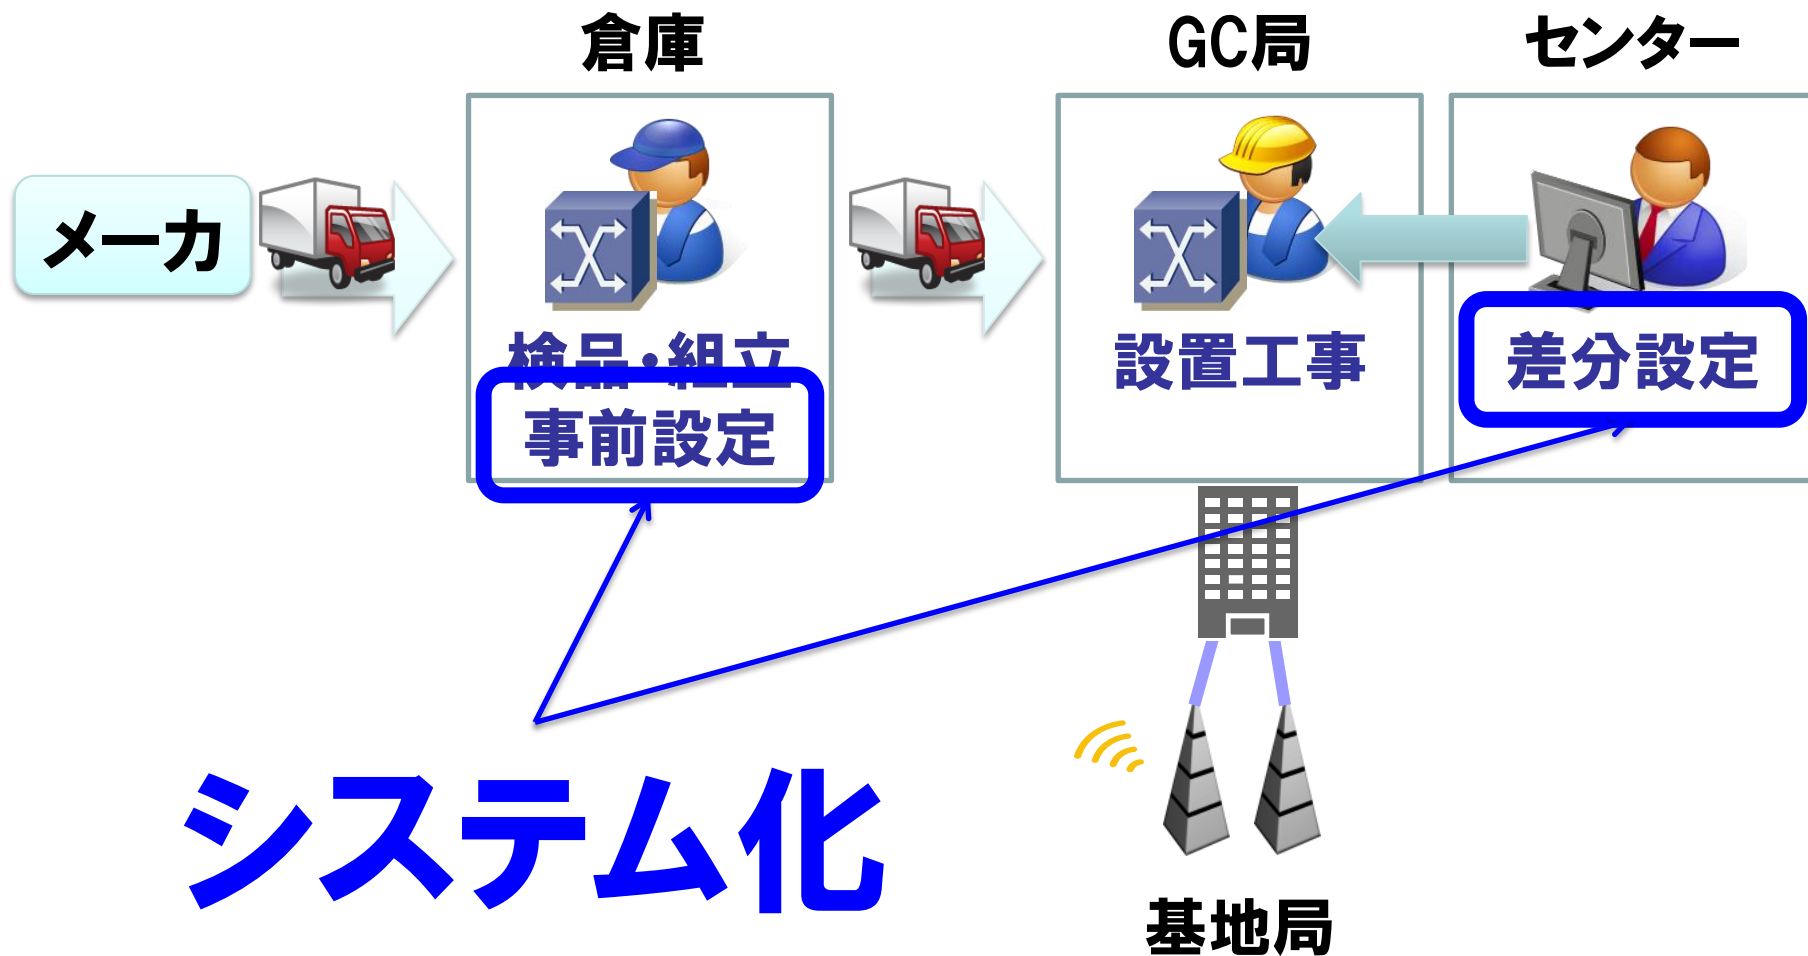 倉庫
GC局
センター
メーカ
検品・組立
事前設定
設置工事
差分設定
システム化
基地局